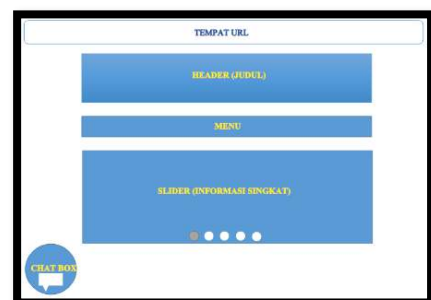 TEMPAT URL
HEADER (JUDUL)
MENU
SLIDER (INFORMASI SINGKAT)
CHAT BOX